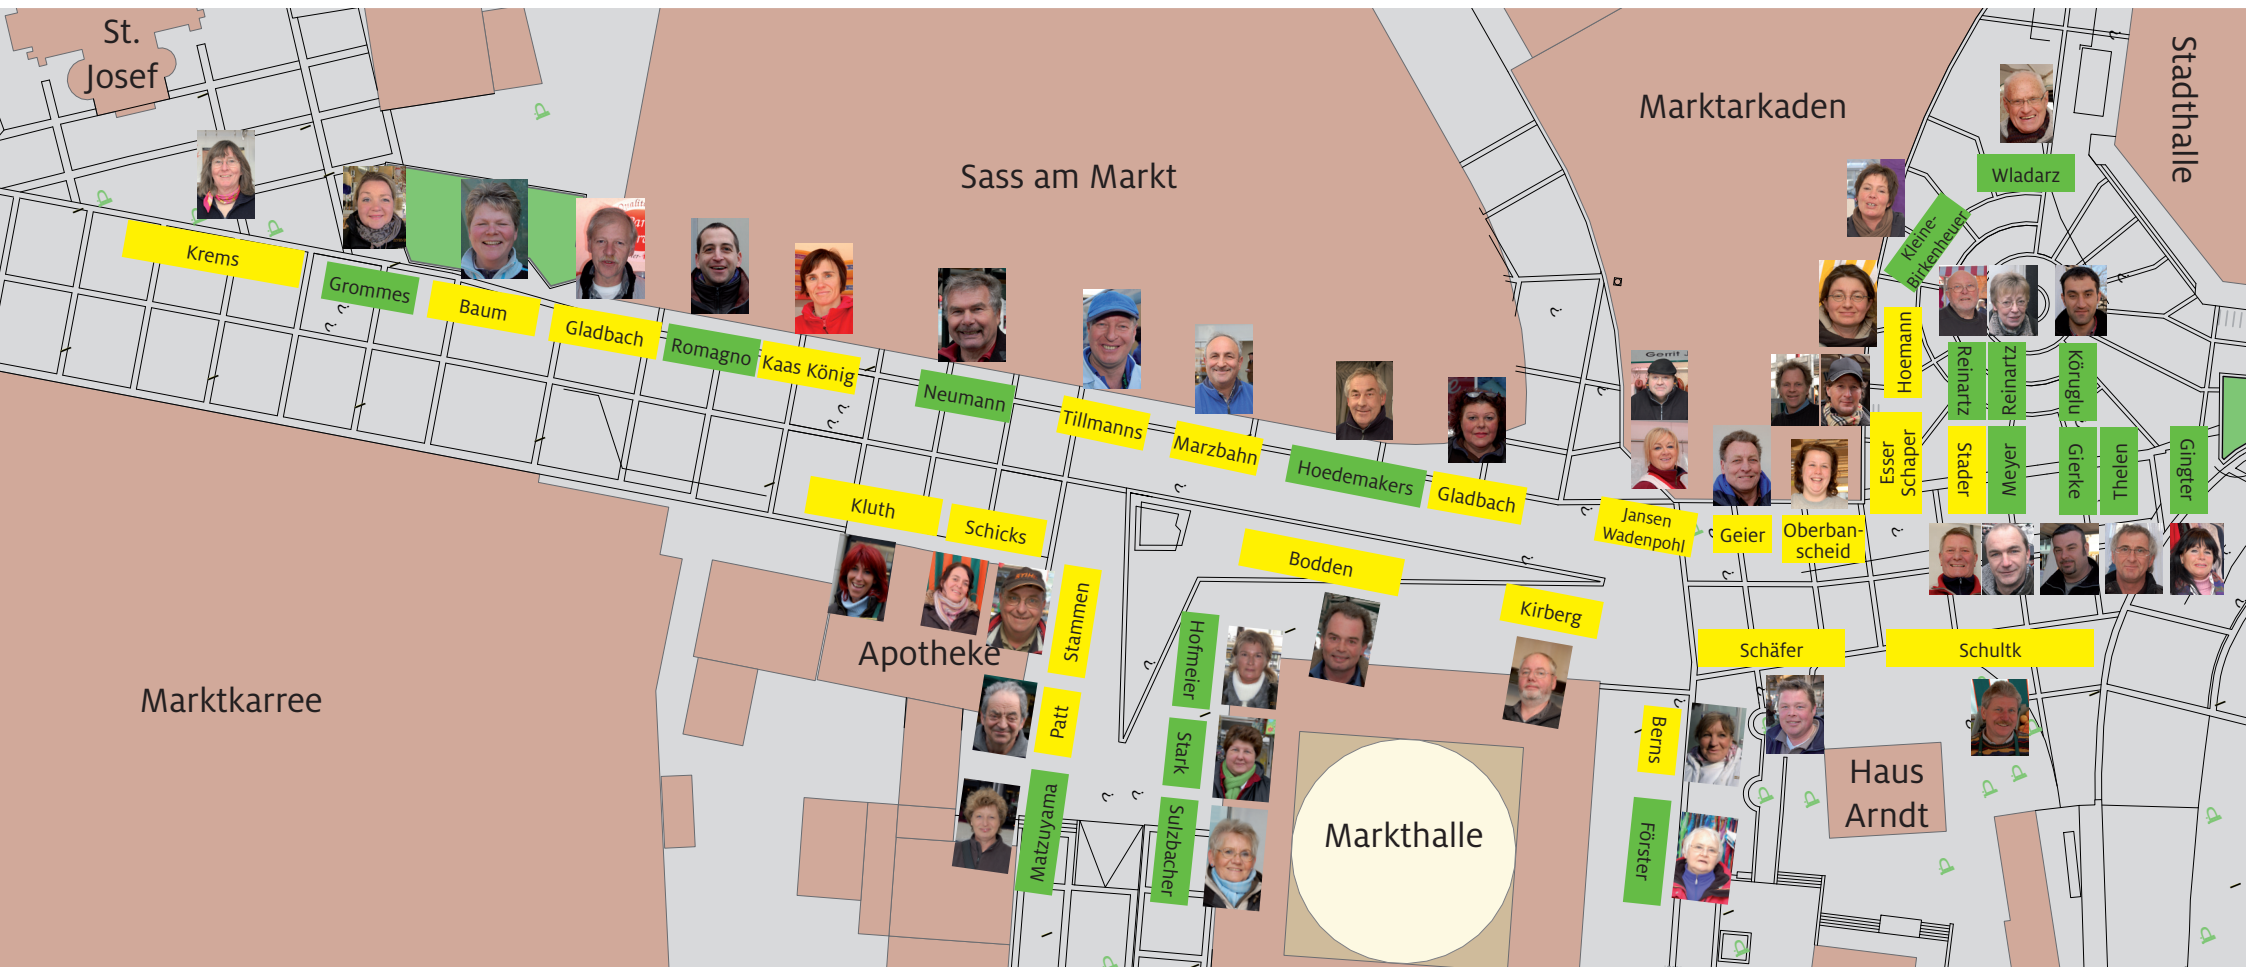 St.
Josef
Sass am Markt
Marktarkaden
Stadthalle
Wladarz
Kleine-
Birkenheuer
Krems
Grommes
Baum
Gladbach
Romagno
Kaas König
Neumann
Tillmanns
Marzbahn
Hoedemakers
Gladbach
Jansen
Wadenpohl
Geier
Oberban-
scheid
Hoemann
Esser
Schaper
Reinartz
Reinartz
Köruglu
Stader
Meyer
Gierke
Thelen
Gingter
Kluth
Schicks
Bodden
Kirberg
Stammen
Hofmeier
Schäfer
Schultk
Apotheke
Marktkarree
Patt
Stark
Berns
Matzuyama
Sulzbacher
Markthalle
Förster
Haus
Arndt